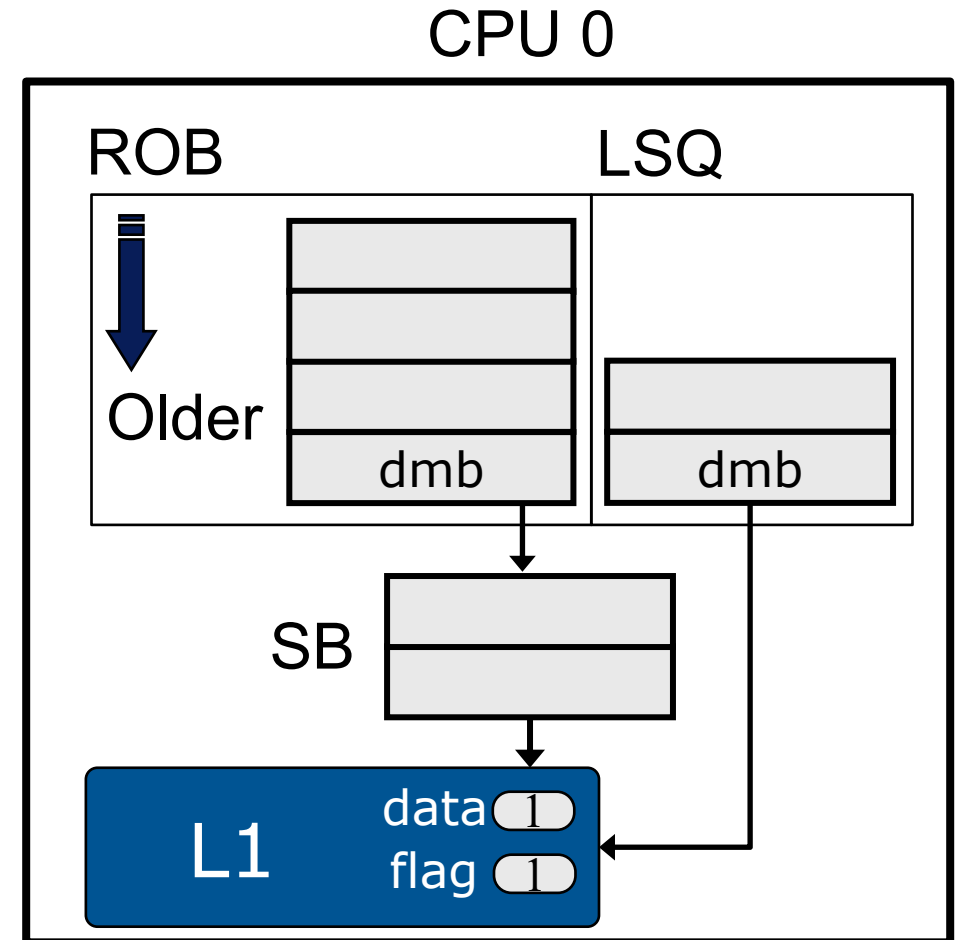 CPU 0
ROB
LSQ
Older
dmb
dmb
SB
L1
data 1
flag 1